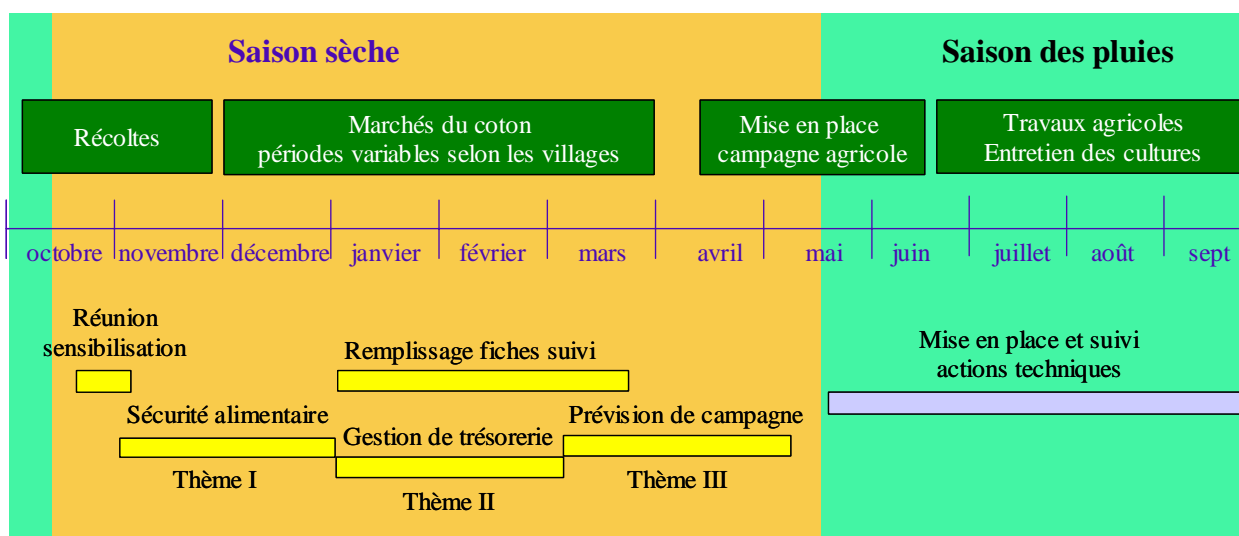 Saison sèche
Saison des pluies
Récoltes
Marchés du coton
périodes variables selon les villages
Mise en place
campagne agricole
Travaux agricoles
Entretien des cultures
octobre novembre décembre janvier février mars avril mai juin juillet août sept
Réunion
sensibilisation
Remplissage fiches suivi
Mise en place et suivi
actions techniques
Sécurité alimentaire
Thème I
Gestion de trésorerie
Thème II
Prévision de campagne
Thème III